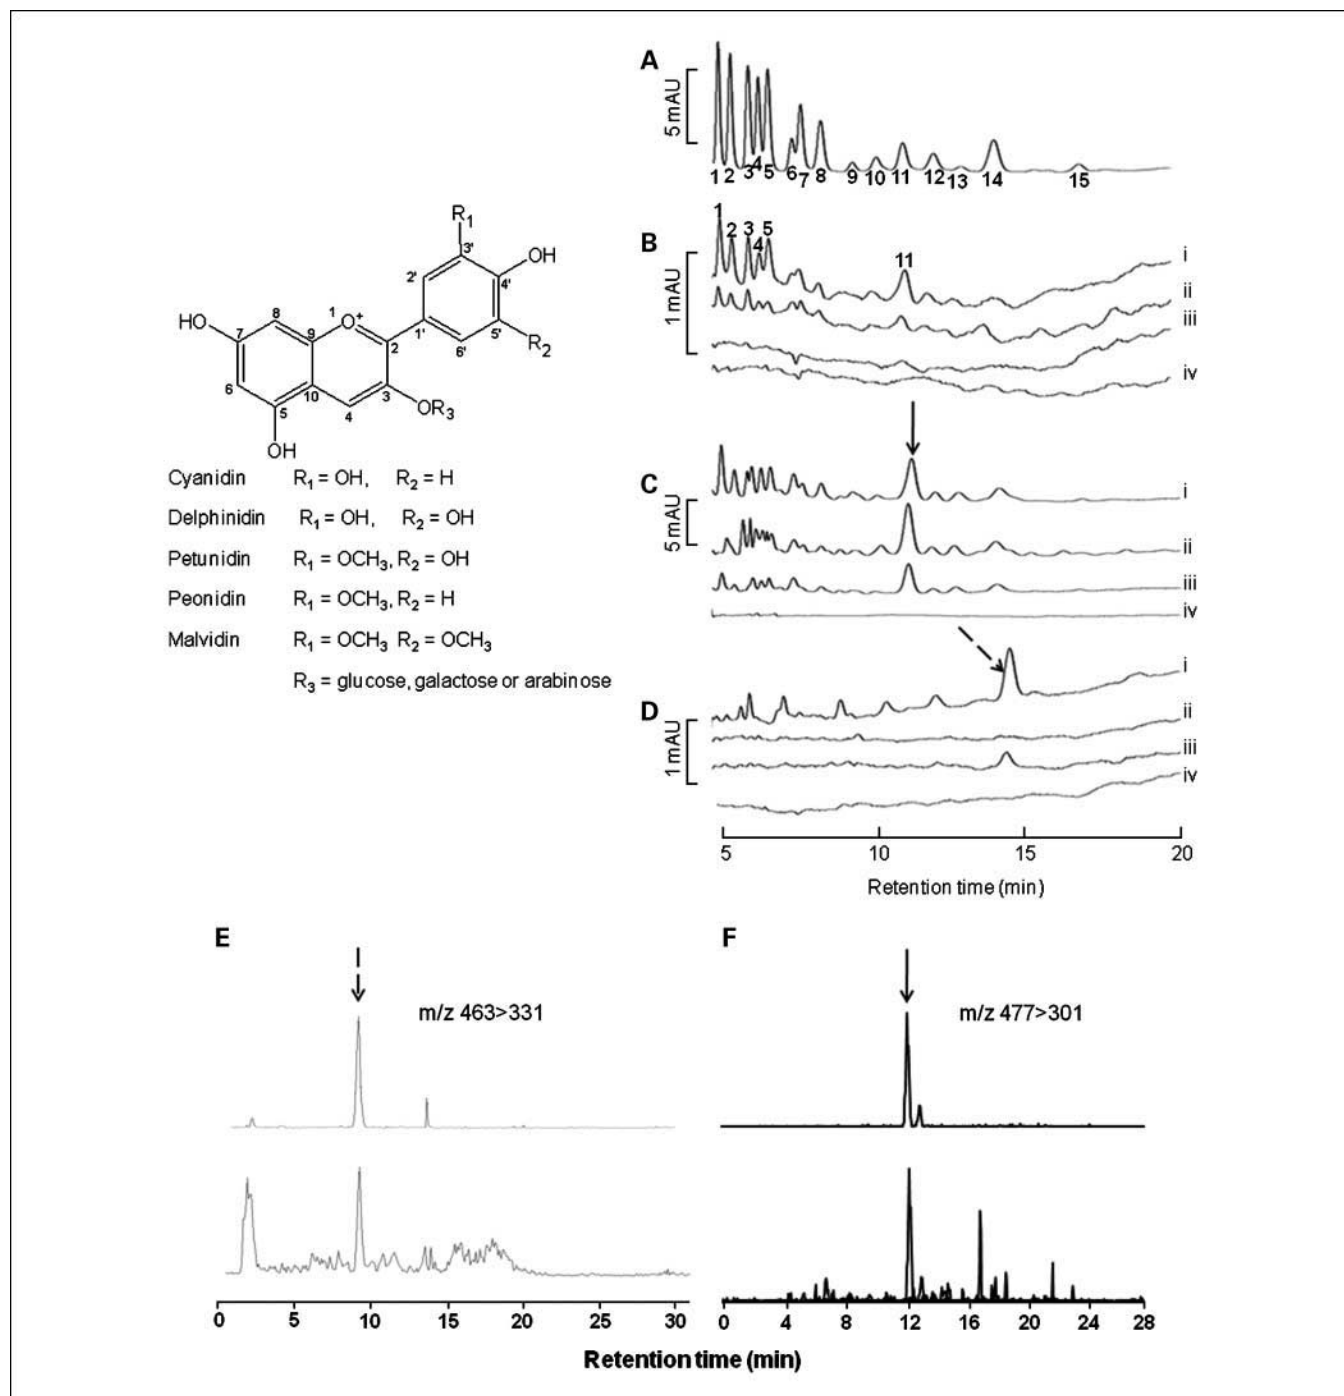 A
5 mAU
1 2 3 4 5 6 7 8 9 10 11 12 13 14 15
B
1 mAU
1 2 3 4 5 11
i
ii
iii
iv
R1
3'
2'
4'
OH
1'
5'
6'
R2
HO
8
1
O+
7
9
2
6
10
3
5
4
OR3
OH
Cyanidin R1 = OH, R2 = H
Delphinidin R1 = OH, R2 = OH
Petunidin R1 = OCH3, R2 = OH
Peonidin R1 = OCH3, R2 = H
Malvidin R1 = OCH3 R2 = OCH3
R3 = glucose, galactose or arabinose
C
5 mAU
i
ii
iii
iv
D
1 mAU
i
ii
iii
iv
5 10 15 20
Retention time (min)
E
m/z 463>331
0 5 10 15 20 25 30
F
m/z 477>301
0 4 8 12 16 20 24 28
Retention time (min)